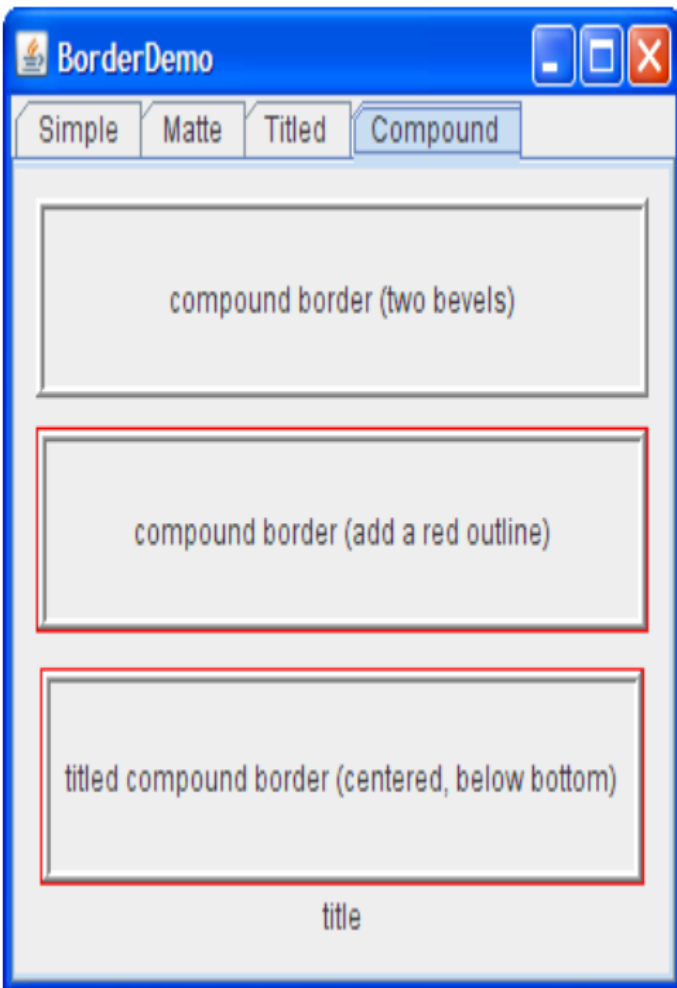 BorderDemo
Simple Matte Titled Compound
compound border (two bevels)
compound border (add a red outline)
titled compound border (centered, below bottom)
title